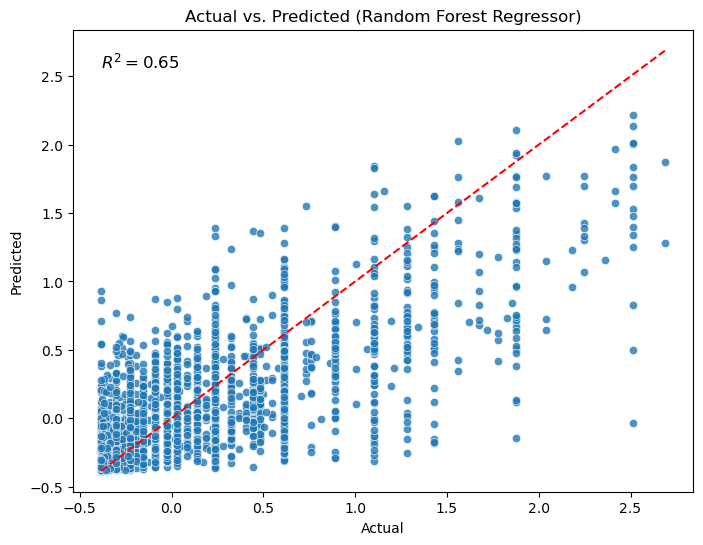 Actual vs. Predicted (Random Forest Regressor)
R² = 0.65
2.5
2.0
1.5
1.0
0.5
0.0
−0.5
Predicted
−0.5 0.0 0.5 1.0 1.5 2.0 2.5
Actual